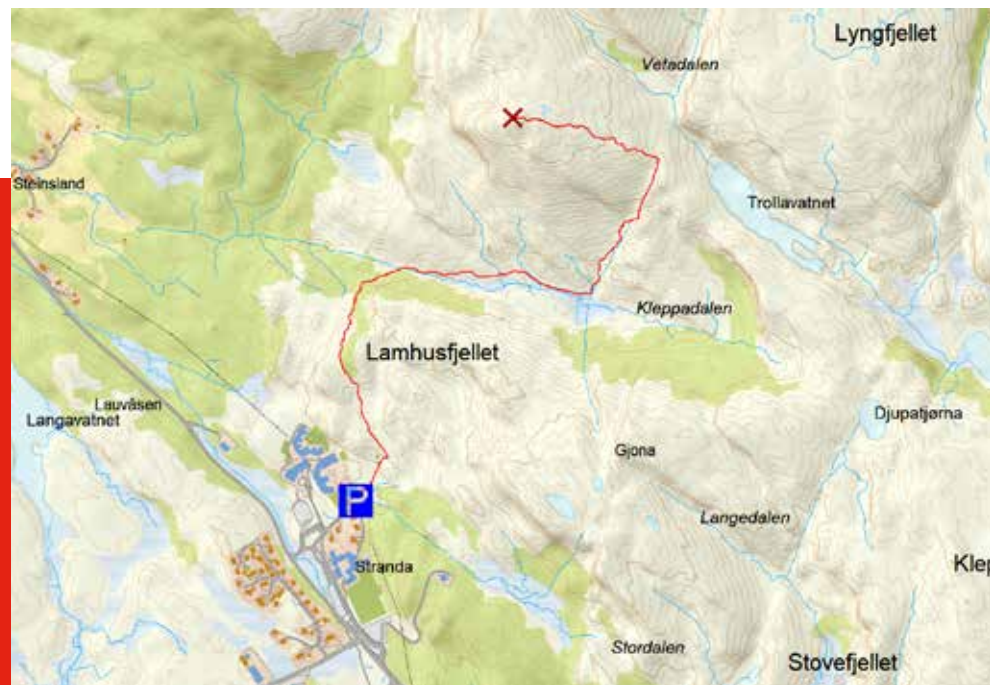 Lyngfjellet
Vetadalen
Steinsland
Trollavatnet
Kleppadalen
Lamhusfjellet
Lauvåsen
Langavatnet
Djupatjørna
Gjona
P
Langedalen
Stranda
Klep
Stordalen
Stovefjellet